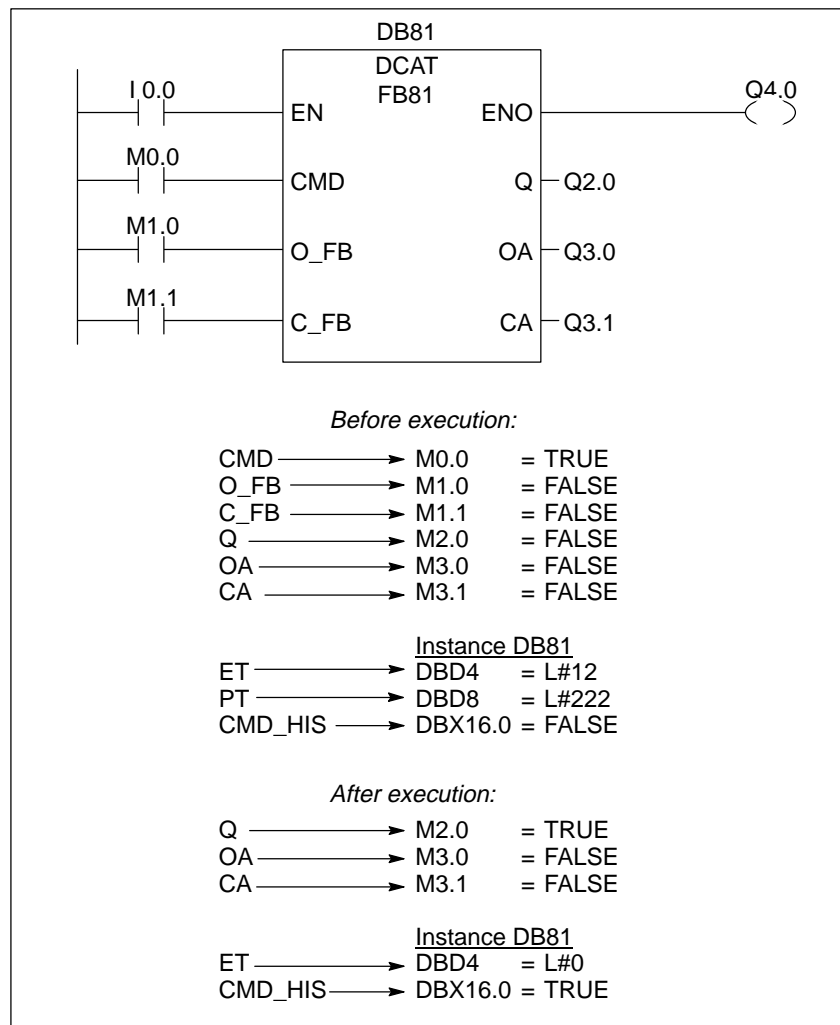 DB81
DCAT
FB81
I 0.0
EN
ENO
Q4.0
M0.0
CMD
Q
Q2.0
M1.0
O_FB
OA
Q3.0
M1.1
C_FB
CA
Q3.1
Before execution:
CMD M0.0 = TRUE
O_FB M1.0 = FALSE
C_FB M1.1 = FALSE
Q M2.0 = FALSE
OA M3.0 = FALSE
CA M3.1 = FALSE
Instance DB81
ET DBD4 = L#12
PT DBD8 = L#222
CMD_HIS DBX16.0 = FALSE
After execution:
Q M2.0 = TRUE
OA M3.0 = FALSE
CA M3.1 = FALSE
Instance DB81
ET DBD4 = L#0
CMD_HIS DBX16.0 = TRUE